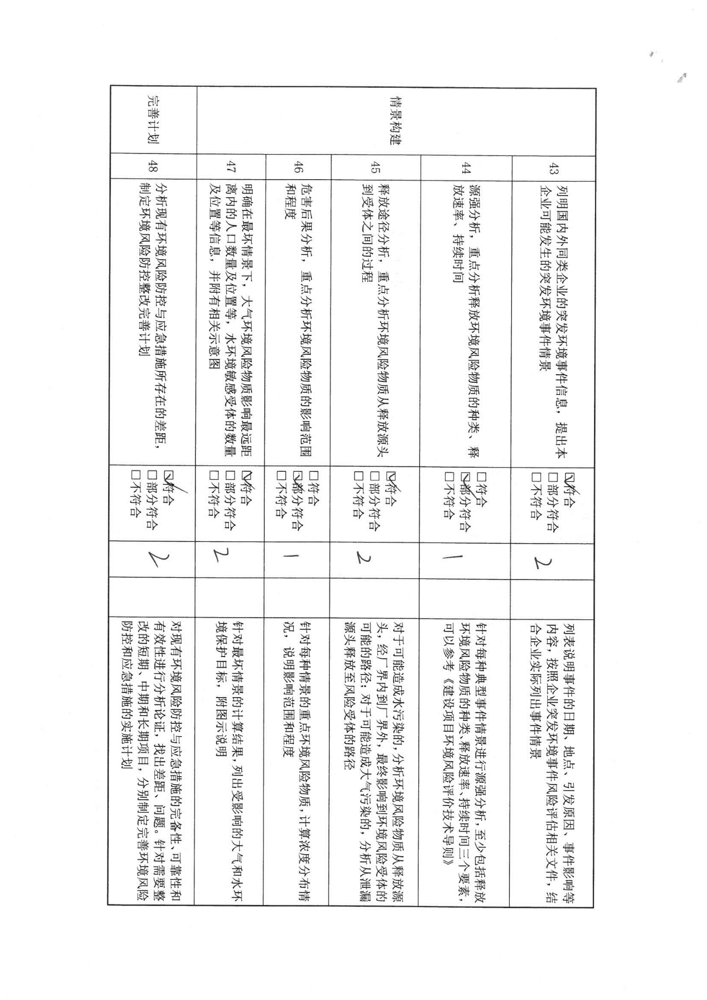 情景构建
43
列明国内外同类企业的突发环境事件信息，提出本
企业可能发生的突发环境事件情景
☑符合
□部分符合
□不符合
2
列表说明事件的日期、地点、引发原因、事件影响等
内容，按照企业突发环境事件风险评估相关文件，结
合企业实际列出事件情景
44
源强分析，重点分析释放环境风险物质的种类、释
放速率、持续时间
□符合
☑部分符合
□不符合
1
针对每种典型事件情景进行源强分析，至少包括释放
环境风险物质的种类、释放速率、持续时间三个要素，
可以参考《建设项目环境风险评价技术导则》
45
释放途径分析，重点分析环境风险物质从释放源头
到受体之间的过程
☑符合
□部分符合
□不符合
2
对于可能造成水污染的，分析环境风险物质从释放源
头，经厂界内到厂界外，最终影响到环境风险受体的
可能的路径；对于可能造成大气污染的，分析从泄漏
源头释放至风险受体的路径
46
危害后果分析，重点分析环境风险物质的影响范围
和程度
□符合
☑部分符合
□不符合
1
针对每种情景的重点环境风险物质，计算浓度分布情
况，说明影响范围和程度
47
明确在最坏情景下，大气环境风险物质影响最远距
离内的人口数量及位置等，水环境敏感受体的数量
及位置等信息，并附有相关示意图
☑符合
□部分符合
□不符合
2
针对最坏情景的计算结果，列出受影响的大气和水环
境保护目标，附图示说明
完善计划
48
分析现有环境风险防控与应急措施所存在的差距，
制定环境风险防控整改完善计划
☑符合
□部分符合
□不符合
2
对现有环境风险防控与应急措施的完备性、可靠性和
有效性进行分析论证，找出差距、问题。针对需要整
改的短期、中期和长期项目，分别制定完善环境风险
防控和应急措施的实施计划